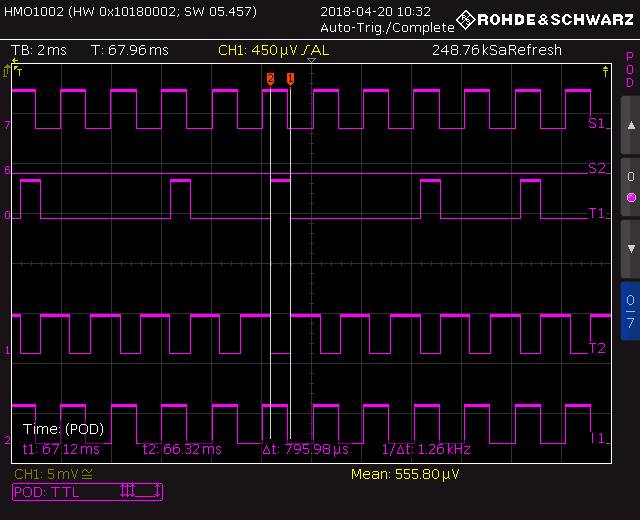 HMO1002 (HW 0x10180002; SW 05.457)
2018-04-20 10:32
Auto-Trig./Complete
ROHDE&SCHWARZ
TB: 2ms T: 67.96ms CH1: 450µV AL 248.76kSa Refresh
POD
T T
2 1
7 S1
6 S2
0 T1
1 T2
2 T1
0
0
7
Time: (POD)
t1: 67.12ms t2: 66.32ms Δt: 795.98µs 1/Δt: 1.26kHz
CH1: 5mV Mean: 555.80µV
POD: TTL